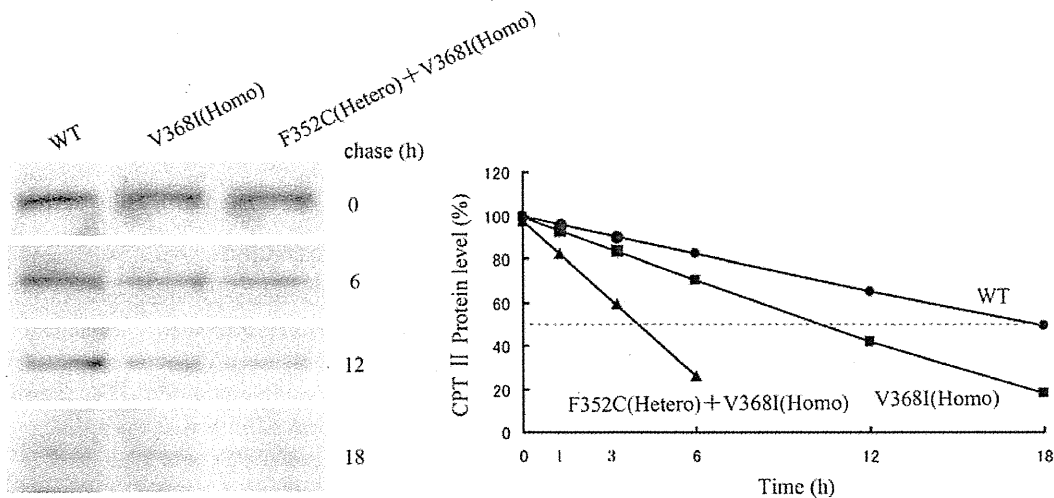 WT
V368I(Homo)
F352C(Hetero)+V368I(Homo)
chase (h)
0
6
12
18
CPT II Protein level (%)
120
100
80
60
40
20
0
WT
F352C(Hetero)+V368I(Homo)
V368I(Homo)
0 1 3 6 12 18
Time (h)